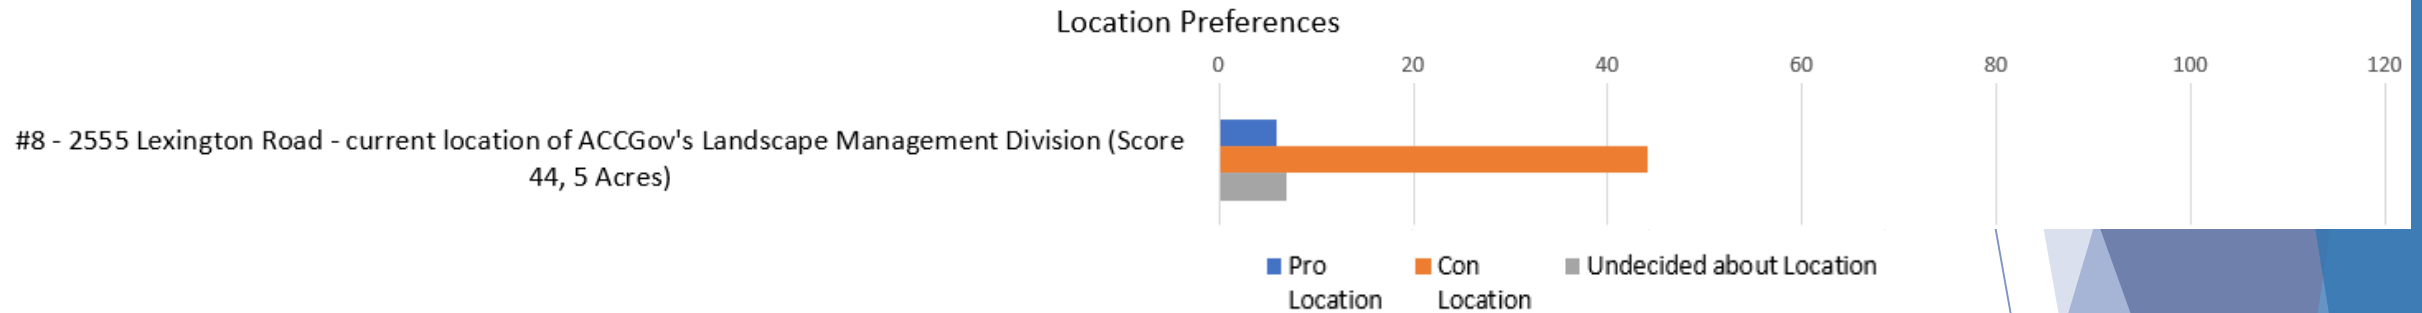 Location Preferences
0 20 40 60 80 100 120
#8 - 2555 Lexington Road - current location of ACCGov's Landscape Management Division (Score
44, 5 Acres)
Pro Con Undecided about Location
Location Location